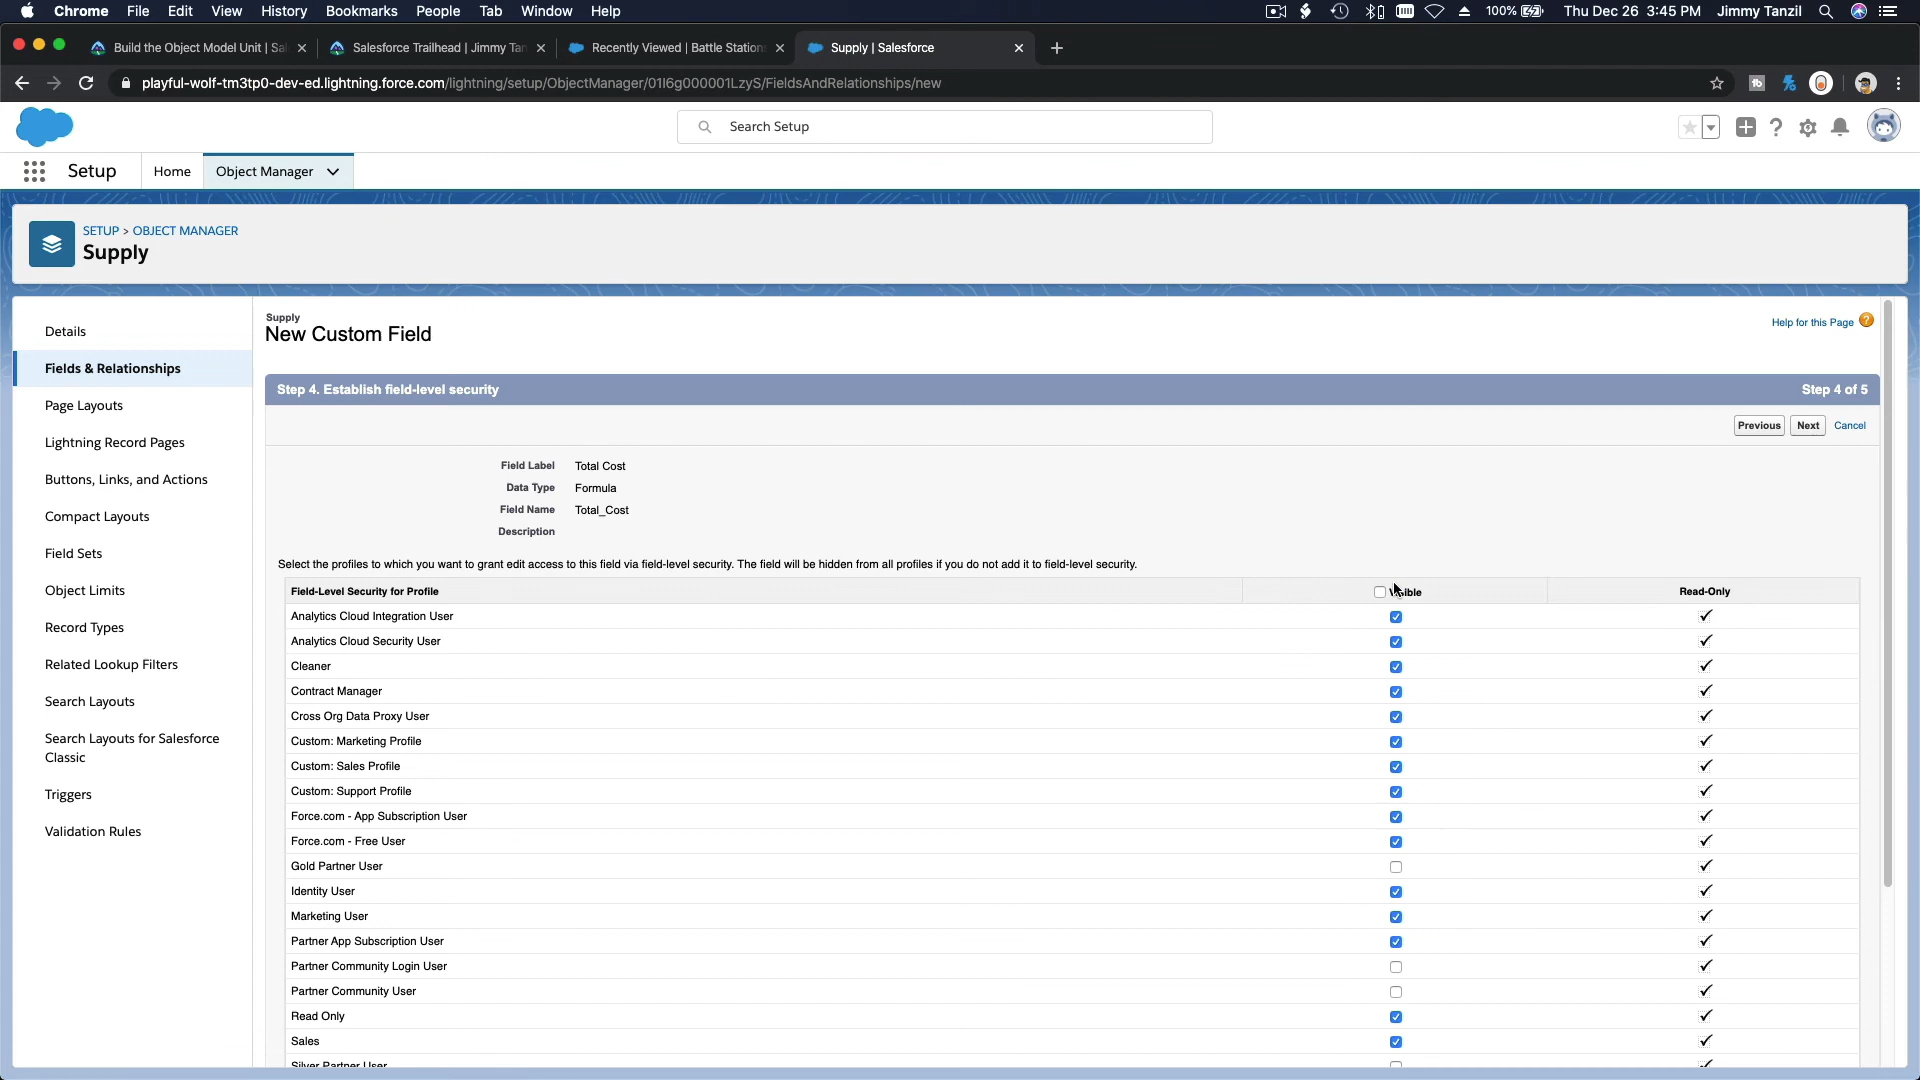 Chrome File Edit View History Bookmarks People Tab Window Help 100% Thu Dec 26 3:45 PM Jimmy Tanzil
Build the Object Model Unit | Sal Salesforce Trailhead | Jimmy Tan Recently Viewed | Battle Station Supply | Salesforce
playful-wolf-tm3tp0-dev-ed.lightning.force.com/lightning/setup/ObjectManager/01I6g000001LzyS/FieldsAndRelationships/new
Search Setup
Setup Home Object Manager
SETUP > OBJECT MANAGER
Supply
Details
Fields & Relationships
Page Layouts
Lightning Record Pages
Buttons, Links, and Actions
Compact Layouts
Field Sets
Object Limits
Record Types
Related Lookup Filters
Search Layouts
Search Layouts for Salesforce
Classic
Triggers
Validation Rules
Supply
New Custom Field
Help for this Page ?
Step 4. Establish field-level security Step 4 of 5
Previous Next Cancel
Field Label Total Cost
Data Type Formula
Field Name Total_Cost
Description
Select the profiles to which you want to grant edit access to this field via field-level security. The field will be hidden from all profiles if you do not add it to field-level security.
Field-Level Security for Profile Visible Read-Only
Analytics Cloud Integration User
Analytics Cloud Security User
Cleaner
Contract Manager
Cross Org Data Proxy User
Custom: Marketing Profile
Custom: Sales Profile
Custom: Support Profile
Force.com - App Subscription User
Force.com - Free User
Gold Partner User
Identity User
Marketing User
Partner App Subscription User
Partner Community Login User
Partner Community User
Read Only
Sales
Silver Partner User